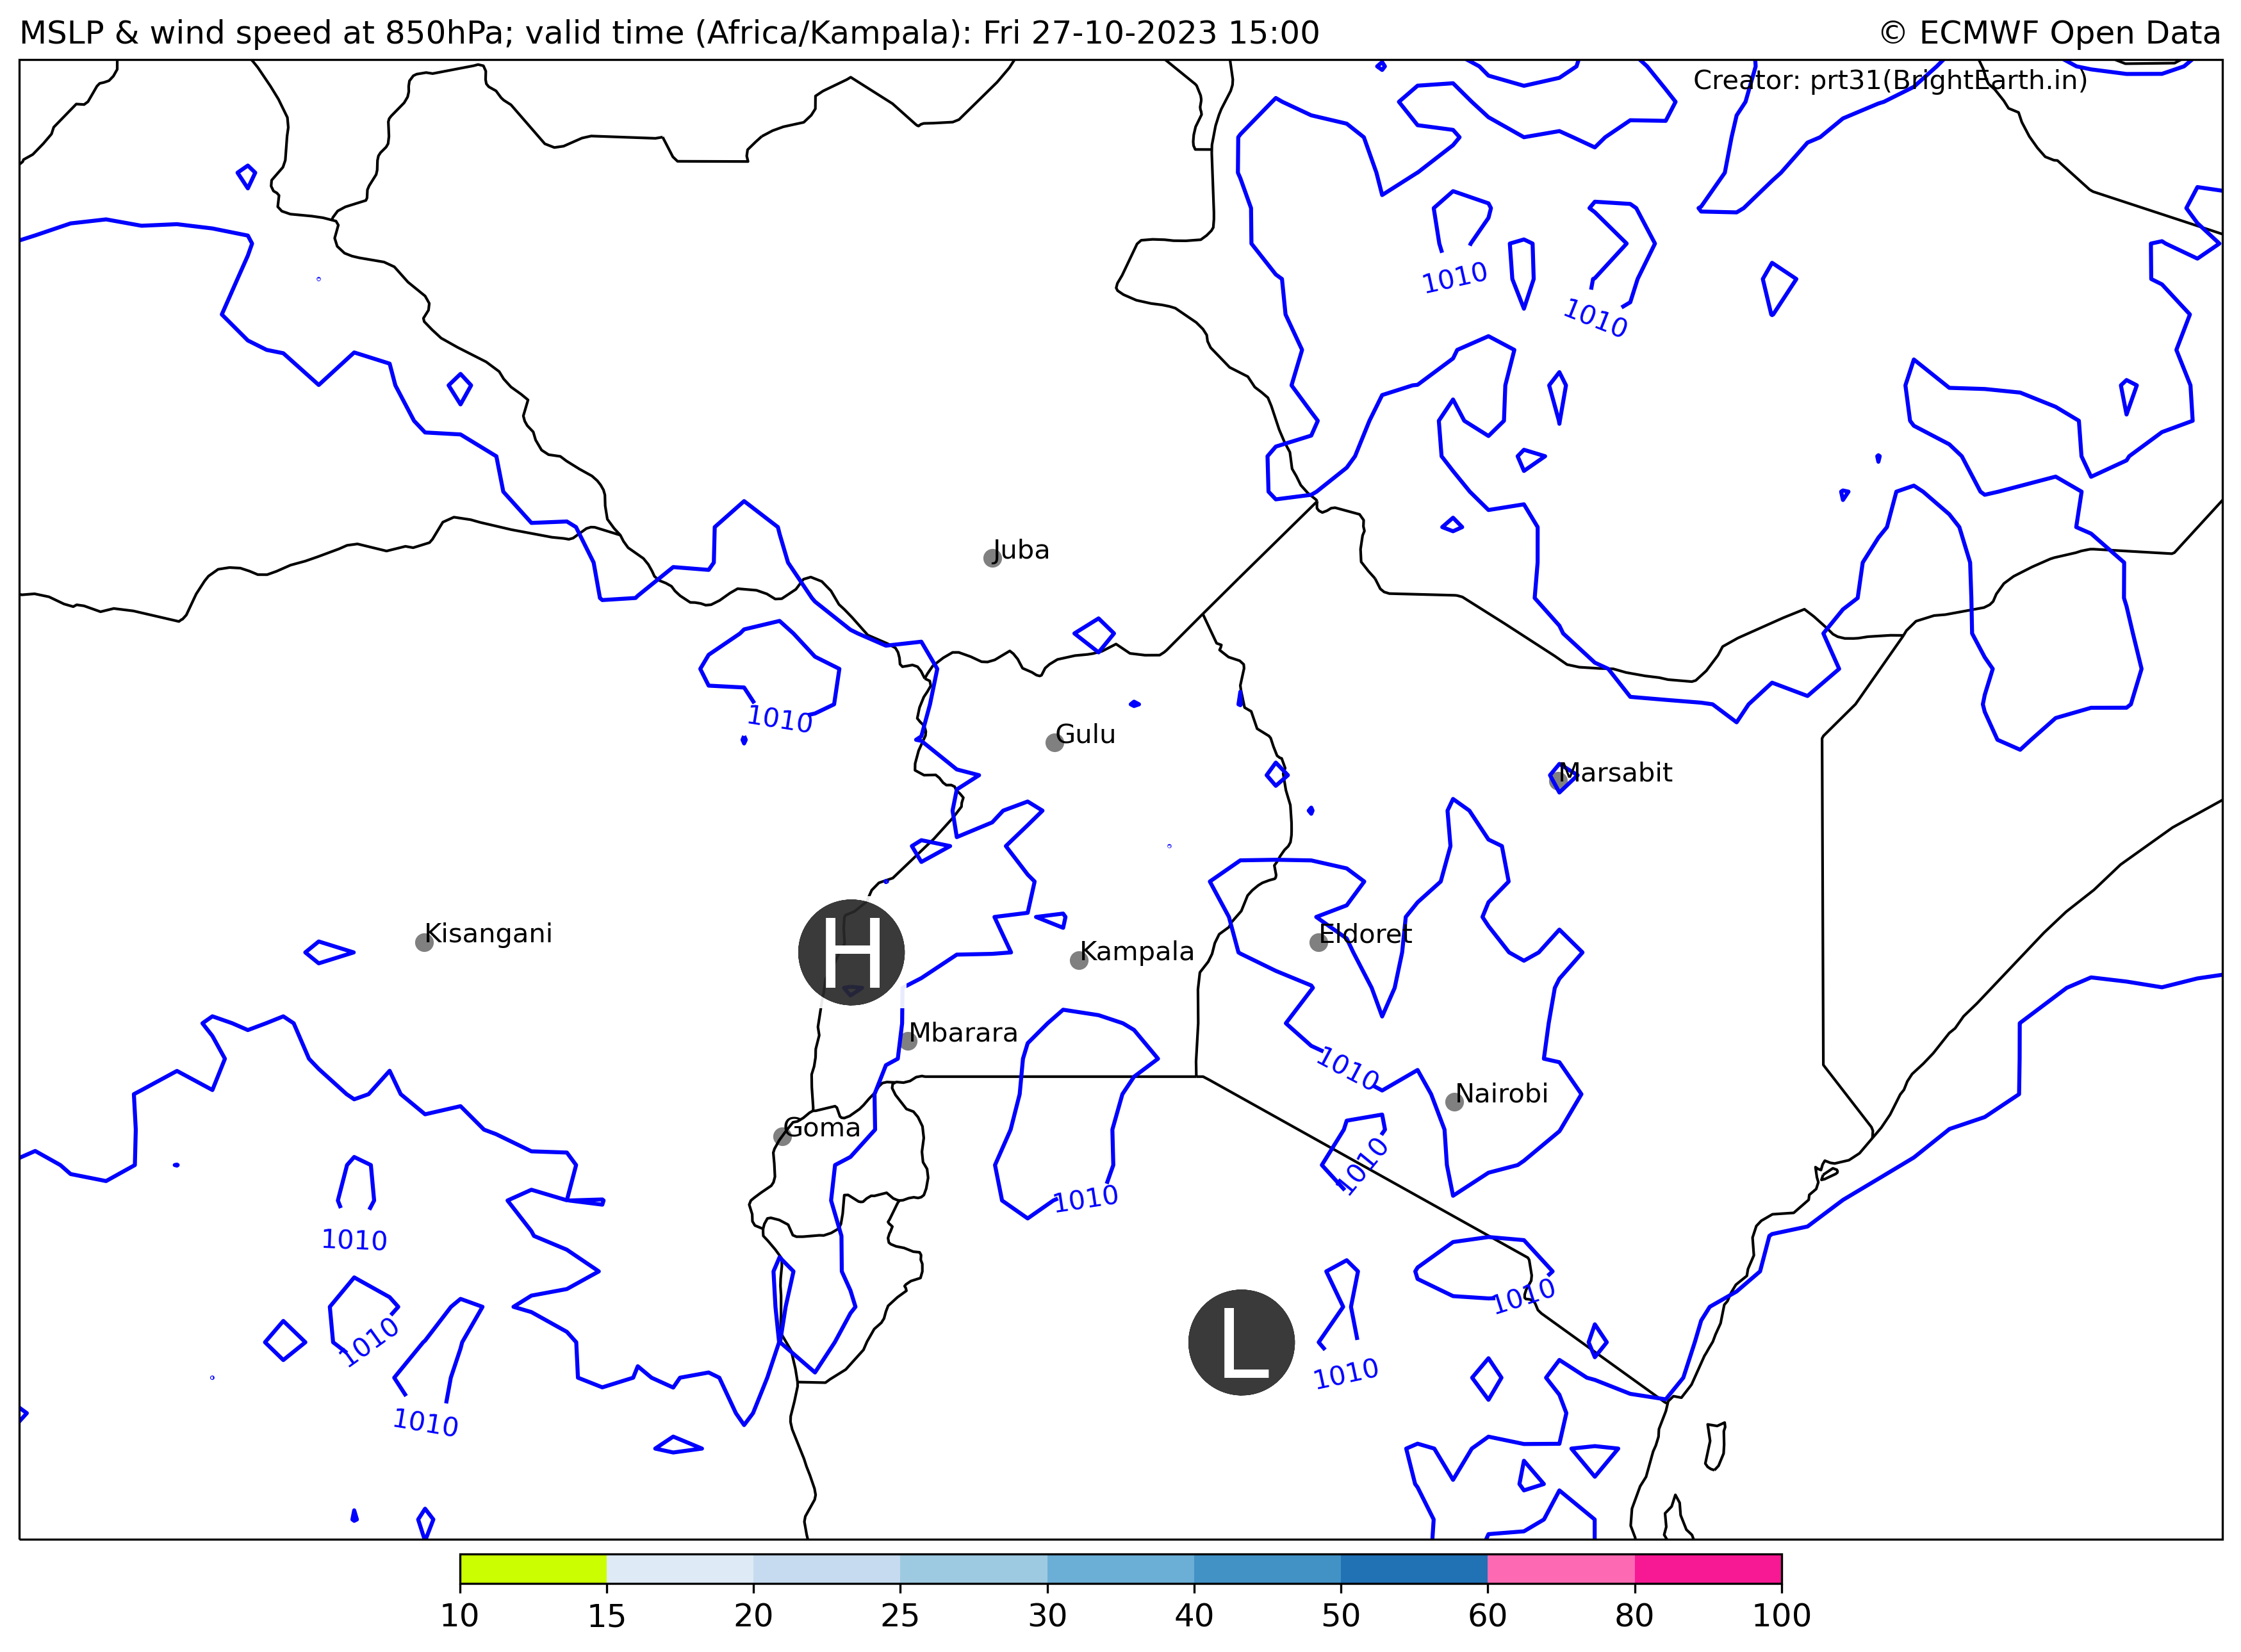 MSLP & wind speed at 850hPa; valid time (Africa/Kampala): Fri 27-10-2023 15:00
© ECMWF Open Data
Creator: prt31(BrightEarth.in)
1010
1010
Juba
1010
Gulu
Marsabit
Kisangani
H
Kampala
Eldoret
Mbarara
1010
Nairobi
Goma
1010
1010
1010
1010
1010
L
1010
1010
10 15 20 25 30 40 50 60 80 100